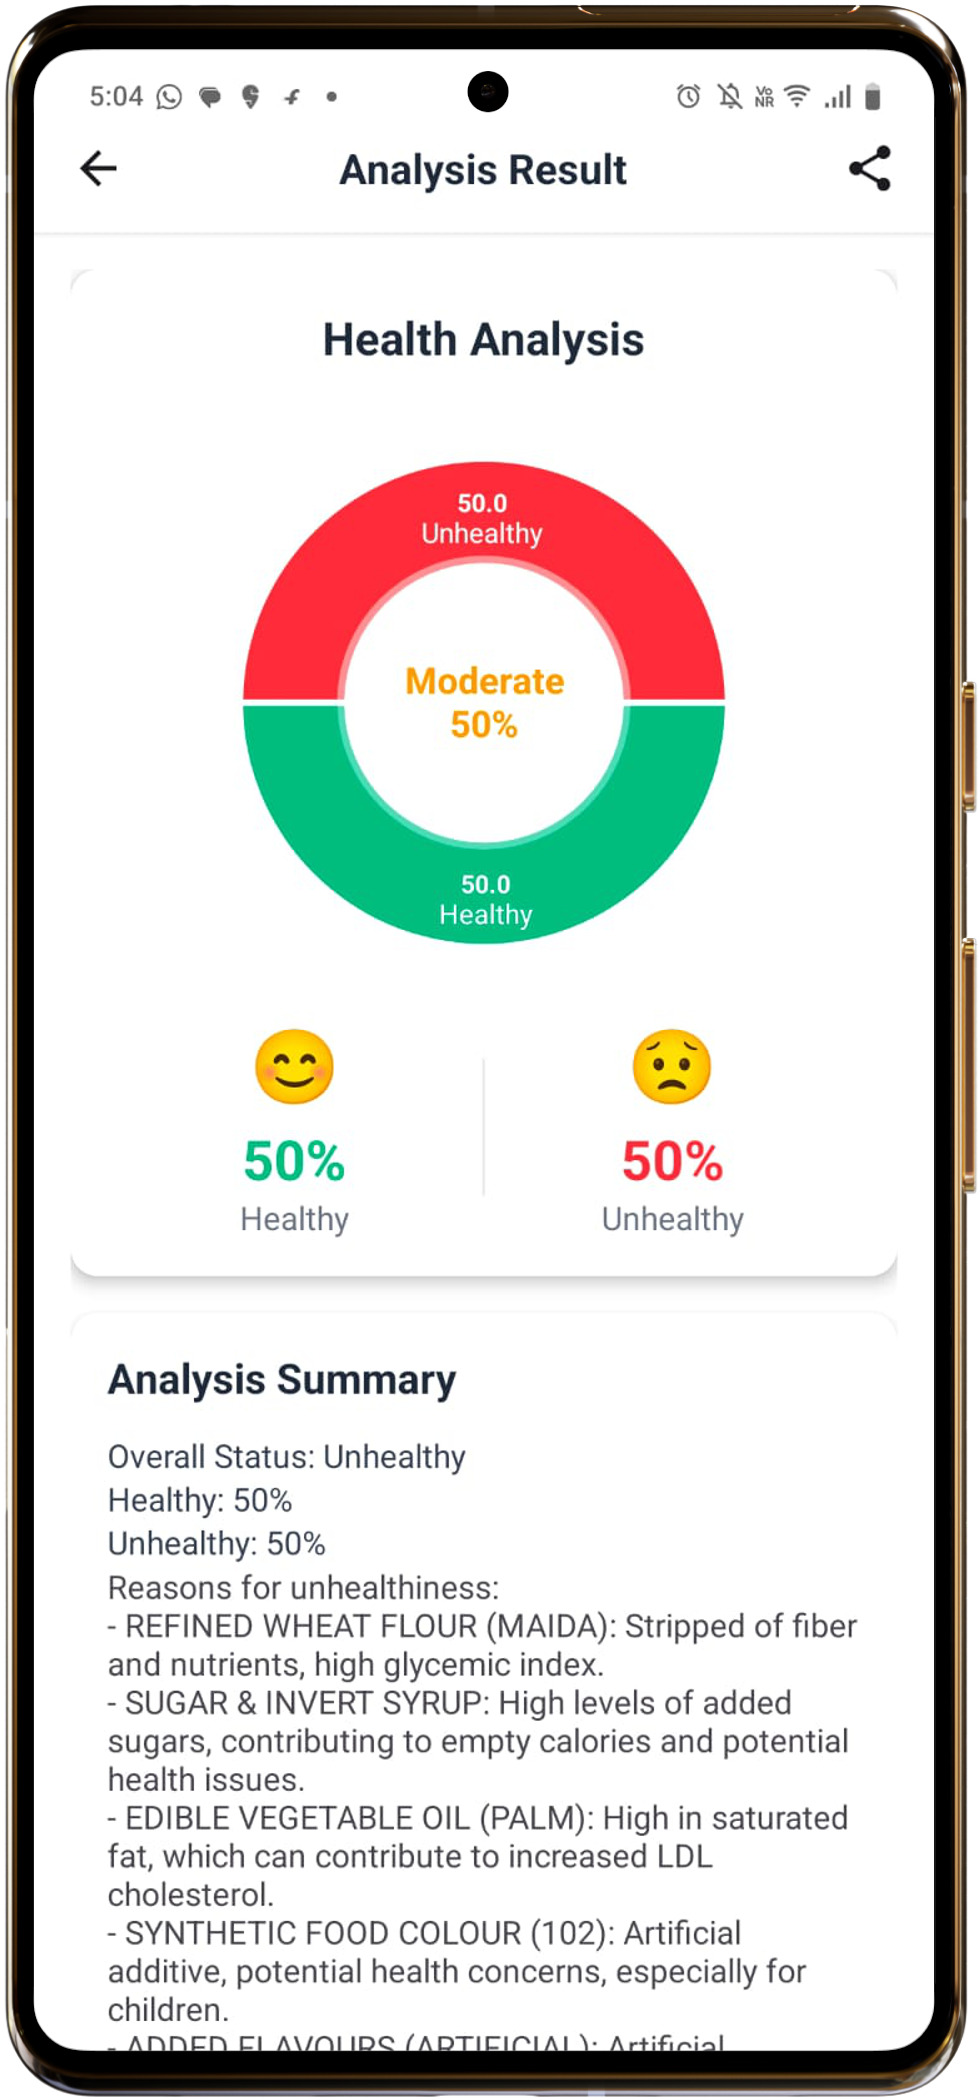 5:04
Vo
NR
Analysis Result
Health Analysis
50.0
Unhealthy
Moderate
50%
50.0
Healthy
50%
Healthy
50%
Unhealthy
Analysis Summary
Overall Status: Unhealthy
Healthy: 50%
Unhealthy: 50%
Reasons for unhealthiness:
- REFINED WHEAT FLOUR (MAIDA): Stripped of fiber
and nutrients, high glycemic index.
- SUGAR & INVERT SYRUP: High levels of added
sugars, contributing to empty calories and potential
health issues.
- EDIBLE VEGETABLE OIL (PALM): High in saturated
fat, which can contribute to increased LDL
cholesterol.
- SYNTHETIC FOOD COLOUR (102): Artificial
additive, potential health concerns, especially for
children.
- ADDED FLAVOURS (ARTIFICIAL): Artificial